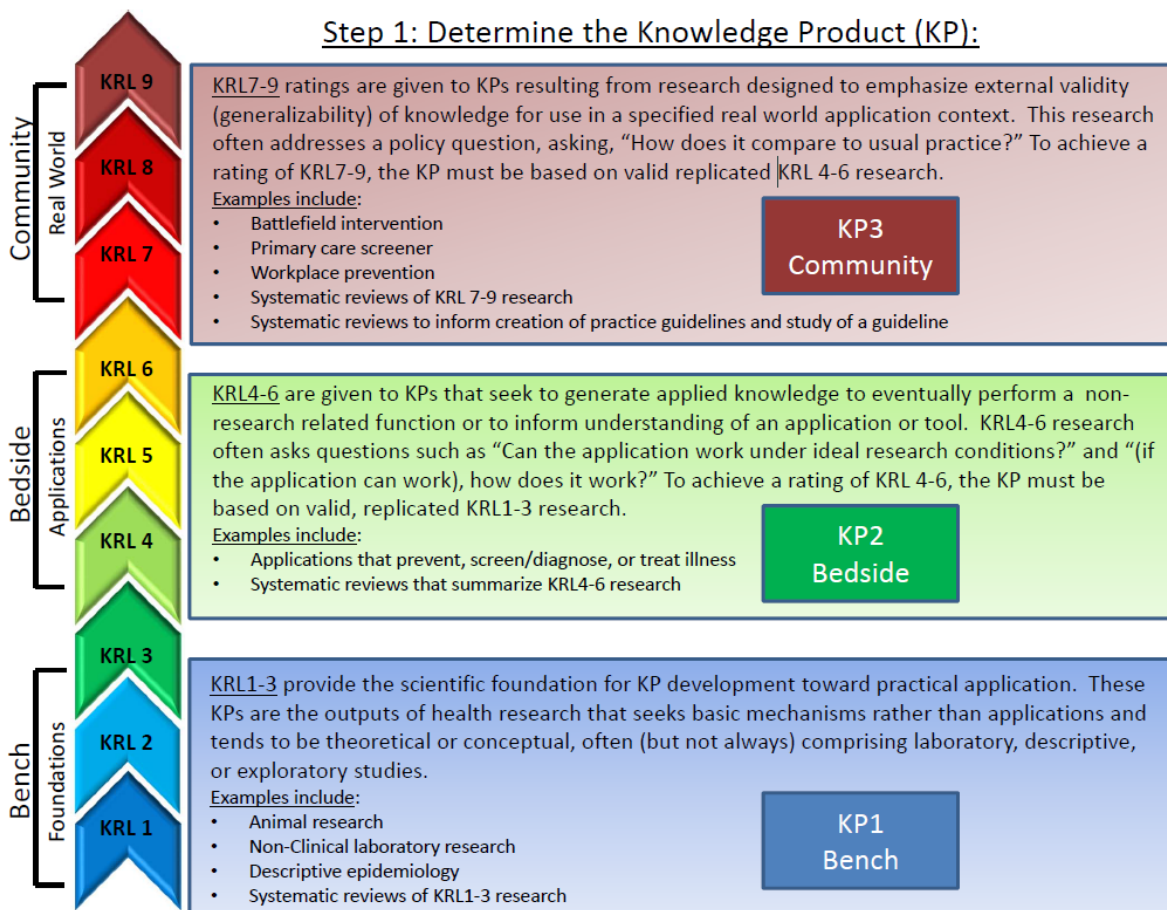 Step 1: Determine the Knowledge Product (KP):
Community
Real World
KRL 9
KRL 8
KRL 7
KRL7-9 ratings are given to KPs resulting from research designed to emphasize external validity
(generalizability) of knowledge for use in a specified real world application context. This research
often addresses a policy question, asking, “How does it compare to usual practice?” To achieve a
rating of KRL7-9, the KP must be based on valid replicated KRL 4-6 research.
Examples include:
• Battlefield intervention
• Primary care screener
• Workplace prevention
• Systematic reviews of KRL 7-9 research
• Systematic reviews to inform creation of practice guidelines and study of a guideline
KP3
Community
Bedside
Applications
KRL 6
KRL 5
KRL 4
KRL4-6 are given to KPs that seek to generate applied knowledge to eventually perform a non-
research related function or to inform understanding of an application or tool. KRL4-6 research
often asks questions such as “Can the application work under ideal research conditions?” and “(if
the application can work), how does it work?” To achieve a rating of KRL 4-6, the KP must be
based on valid, replicated KRL1-3 research.
Examples include:
• Applications that prevent, screen/diagnose, or treat illness
• Systematic reviews that summarize KRL4-6 research
KP2
Bedside
Bench
Foundations
KRL 3
KRL 2
KRL 1
KRL1-3 provide the scientific foundation for KP development toward practical application. These
KPs are the outputs of health research that seeks basic mechanisms rather than applications and
tends to be theoretical or conceptual, often (but not always) comprising laboratory, descriptive,
or exploratory studies.
Examples include:
• Animal research
• Non-Clinical laboratory research
• Descriptive epidemiology
• Systematic reviews of KRL1-3 research
KP1
Bench